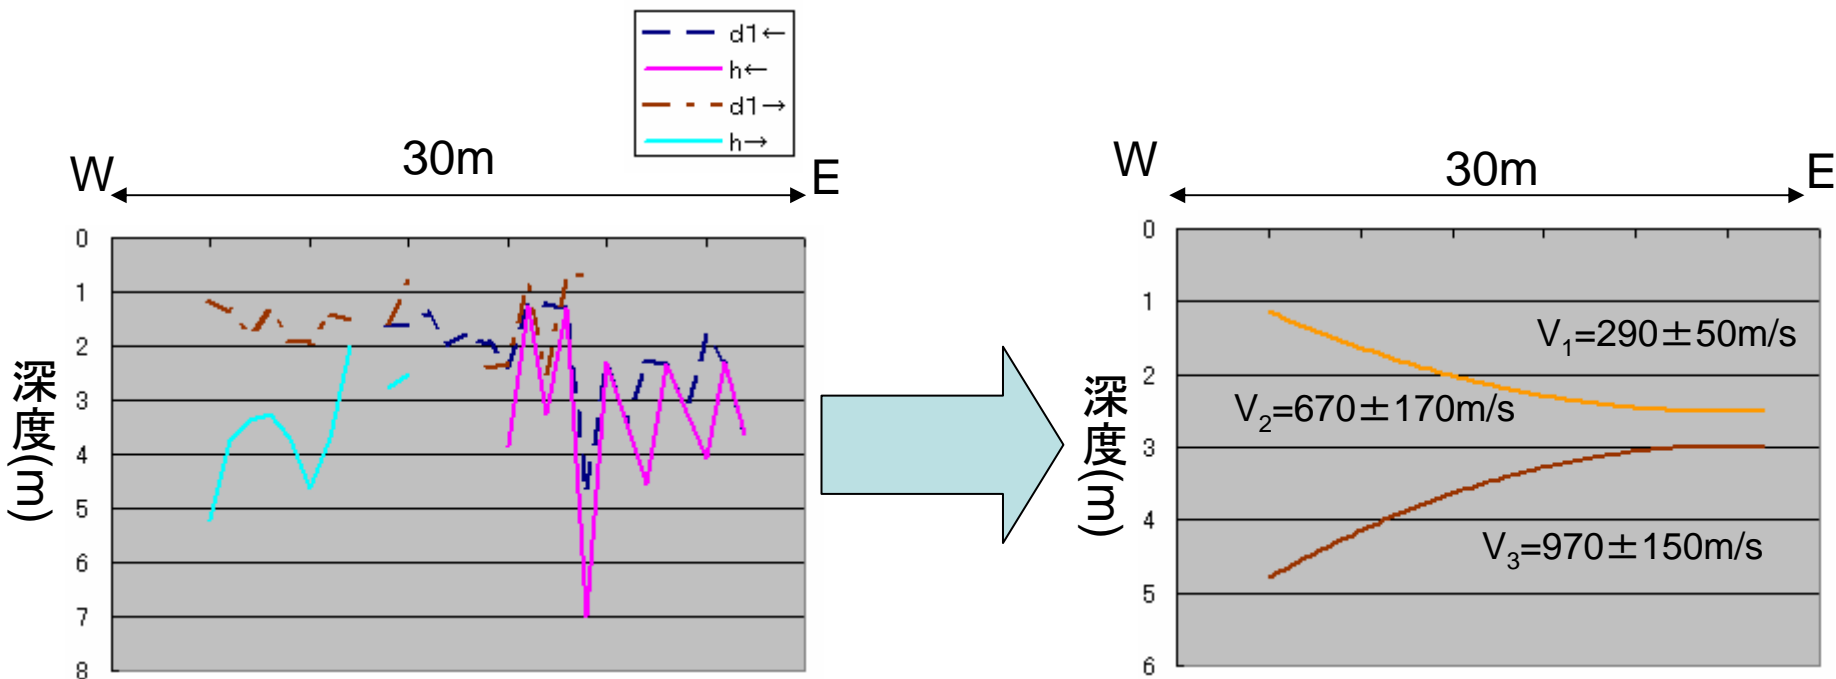 d1←
h←
d1→
h→
W
30m
E
0
1
2
3
4
5
6
7
8
深度(m)
W
30m
E
0
1
2
3
4
5
6
深度(m)
V₁=290±50m/s
V₂=670±170m/s
V₃=970±150m/s